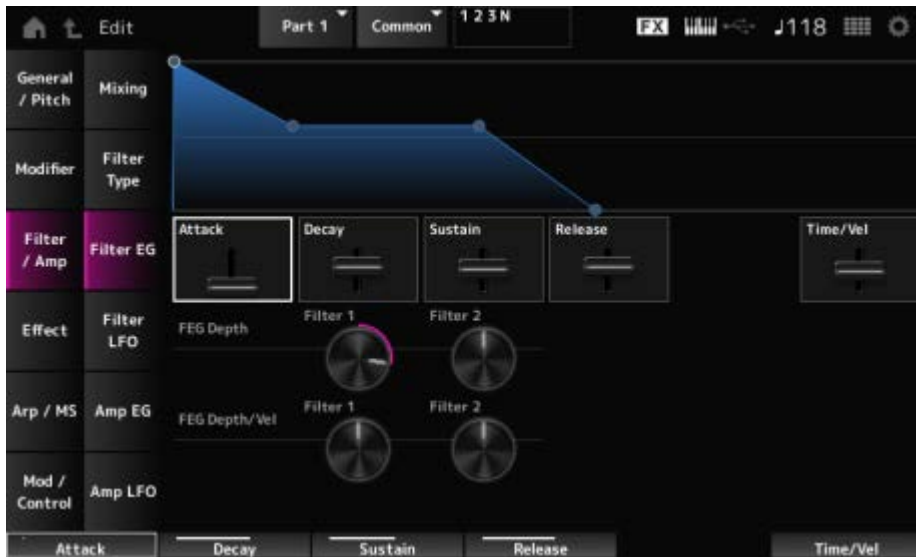 Edit
Part 1
Common
1 2 3 N
FX
♩118
General
/ Pitch
Mixing
Modifier
Filter
Type
Filter
/ Amp
Filter EG
Effect
Filter
LFO
Arp / MS
Amp EG
Mod /
Control
Amp LFO
Attack
Decay
Sustain
Release
Time/Vel
FEG Depth
Filter 1
Filter 2
FEG Depth/Vel
Filter 1
Filter 2
Attack
Decay
Sustain
Release
Time/Vel